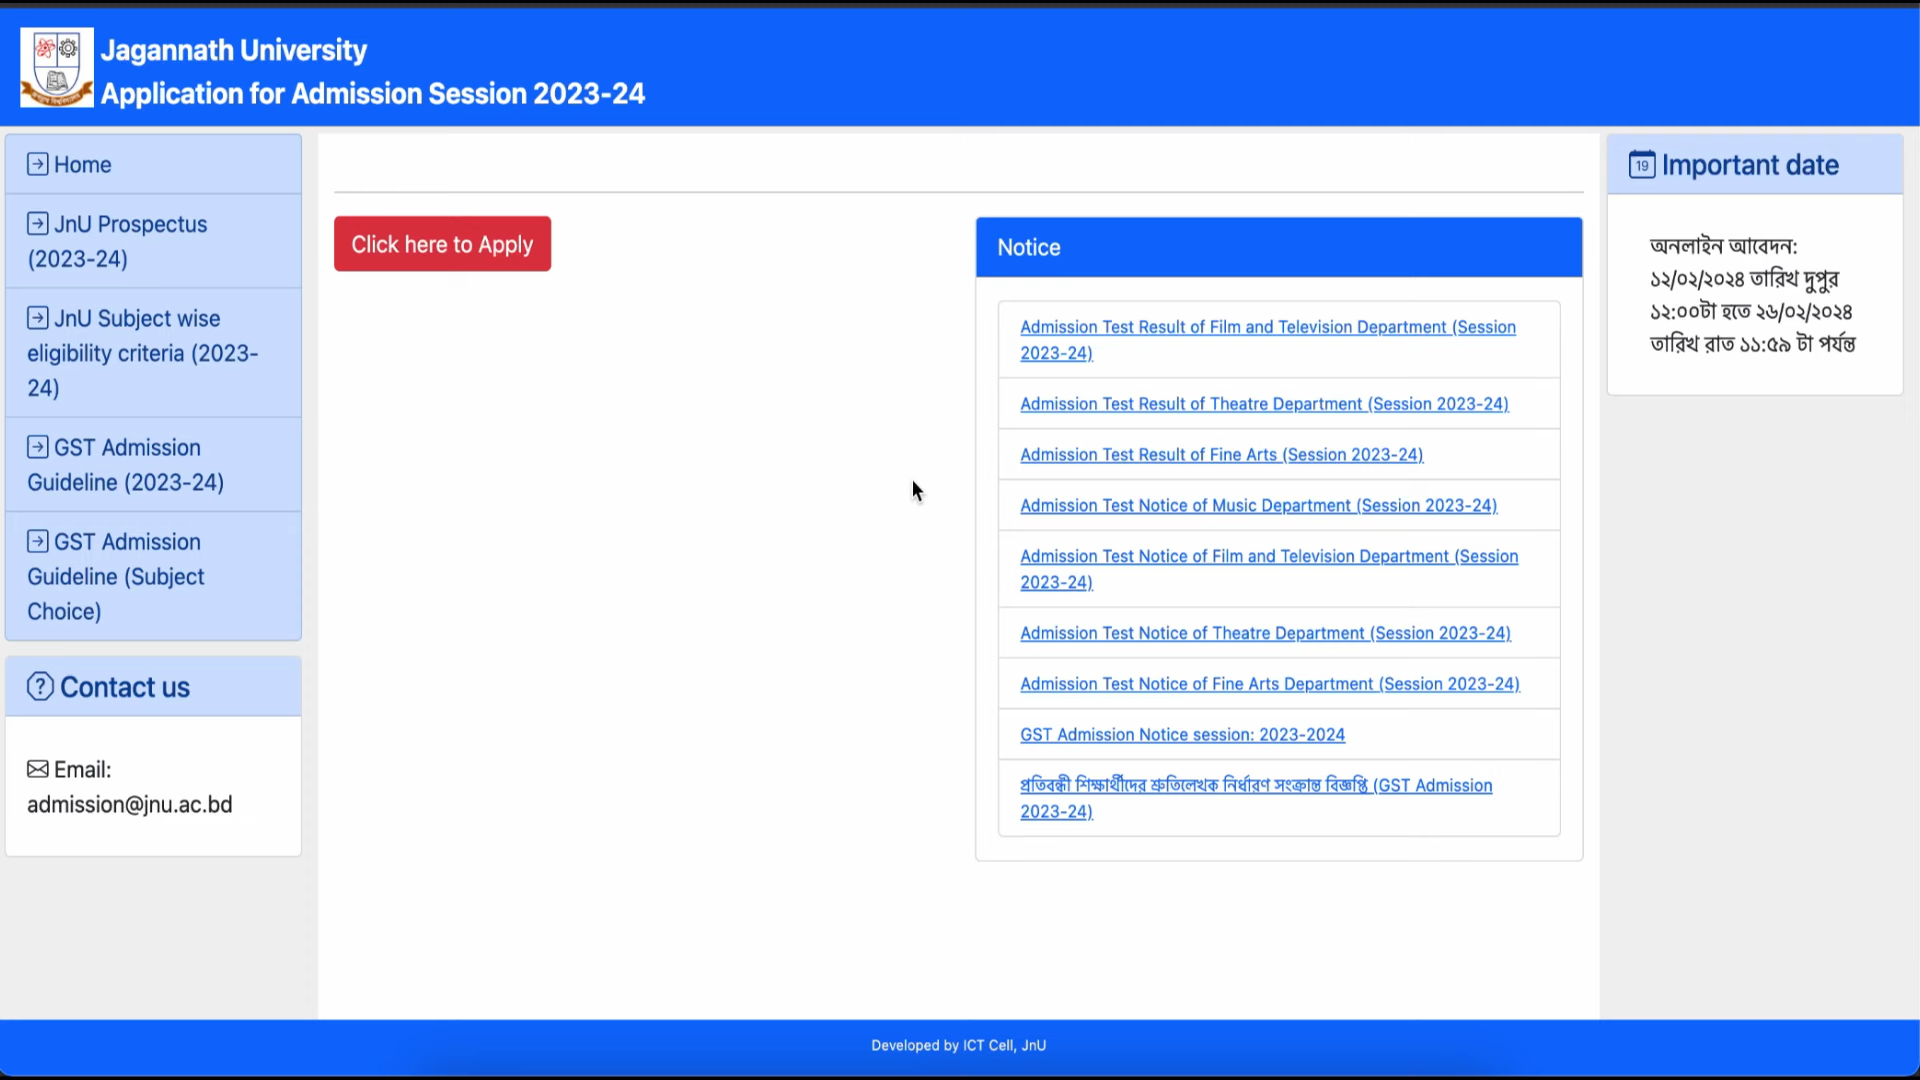 Jagannath University
Application for Admission Session 2023-24
Home
JnU Prospectus
(2023-24)
JnU Subject wise
eligibility criteria (2023-
24)
GST Admission
Guideline (2023-24)
GST Admission
Guideline (Subject
Choice)
Contact us
Email:
admission@jnu.ac.bd
Click here to Apply
Notice
Admission Test Result of Film and Television Department (Session
2023-24)
Admission Test Result of Theatre Department (Session 2023-24)
Admission Test Result of Fine Arts (Session 2023-24)
Admission Test Notice of Music Department (Session 2023-24)
Admission Test Notice of Film and Television Department (Session
2023-24)
Admission Test Notice of Theatre Department (Session 2023-24)
Admission Test Notice of Fine Arts Department (Session 2023-24)
GST Admission Notice session: 2023-2024
প্রতিবন্ধী শিক্ষার্থীদের শ্রুতিলেখক নির্ধারণ সংক্রান্ত বিজ্ঞপ্তি (GST Admission
2023-24)
19 Important date
অনলাইন আবেদন:
১২/০২/২০২৪ তারিখ দুপুর
১২:০০টা হতে ২৬/০২/২০২৪
তারিখ রাত ১১:৫৯ টা পর্যন্ত
Developed by ICT Cell, JnU